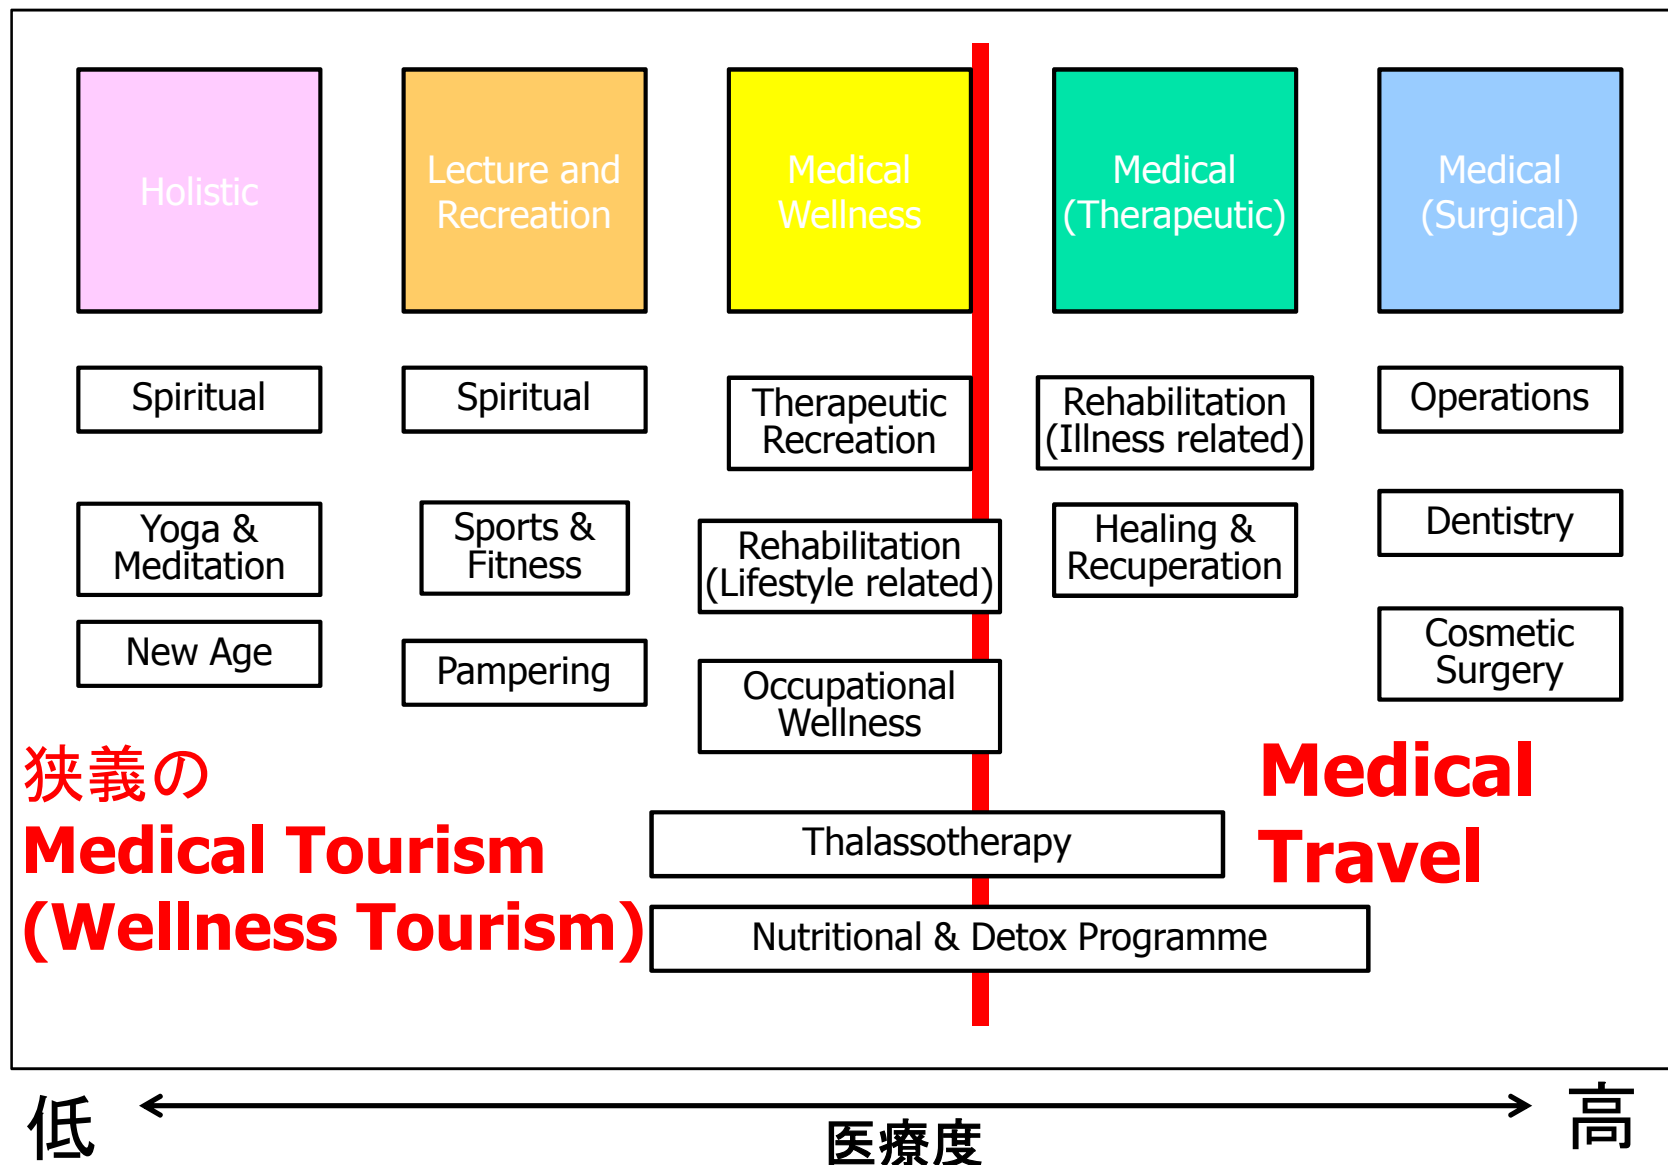 Holistic
Lecture and
Recreation
Medical
Wellness
Medical
(Therapeutic)
Medical
(Surgical)
Spiritual
Spiritual
Therapeutic
Recreation
Rehabilitation
(Illness related)
Operations
Yoga &
Meditation
Sports &
Fitness
Rehabilitation
(Lifestyle related)
Healing &
Recuperation
Dentistry
New Age
Pampering
Occupational
Wellness
Cosmetic
Surgery
狭義の
Medical Tourism
(Wellness Tourism)
Medical
Travel
Thalassotherapy
Nutritional & Detox Programme
低
医療度
高